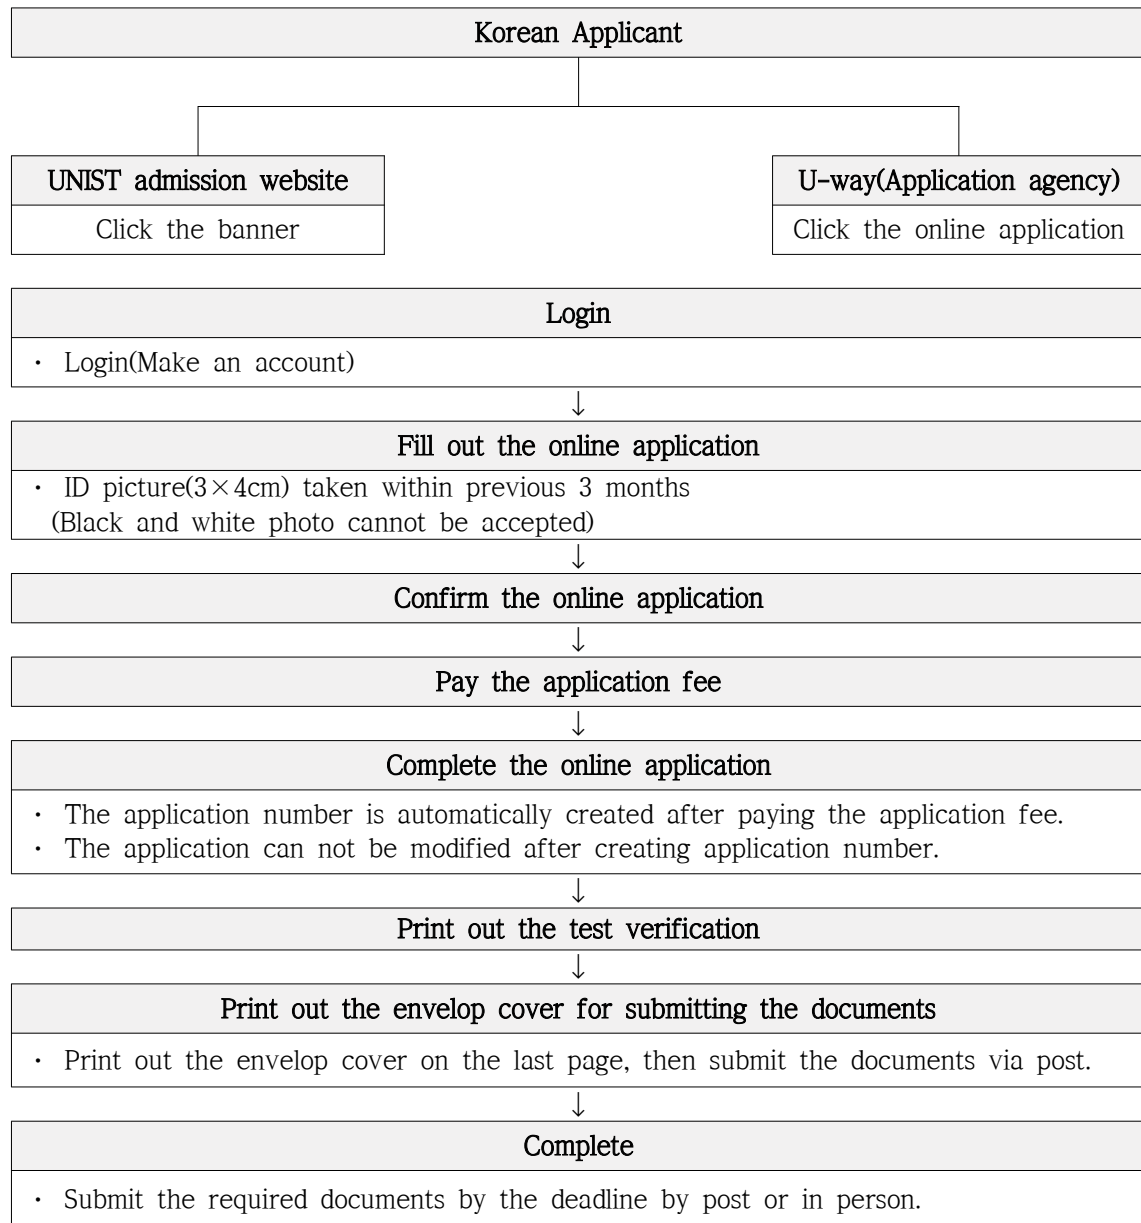 Korean Applicant
UNIST admission website
Click the banner
U-way(Application agency)
Click the online application
Login
· Login(Make an account)
↓
Fill out the online application
· ID picture(3×4cm) taken within previous 3 months
(Black and white photo cannot be accepted)
↓
Confirm the online application
↓
Pay the application fee
↓
Complete the online application
· The application number is automatically created after paying the application fee.
· The application can not be modified after creating application number.
↓
Print out the test verification
↓
Print out the envelop cover for submitting the documents
· Print out the envelop cover on the last page, then submit the documents via post.
↓
Complete
· Submit the required documents by the deadline by post or in person.